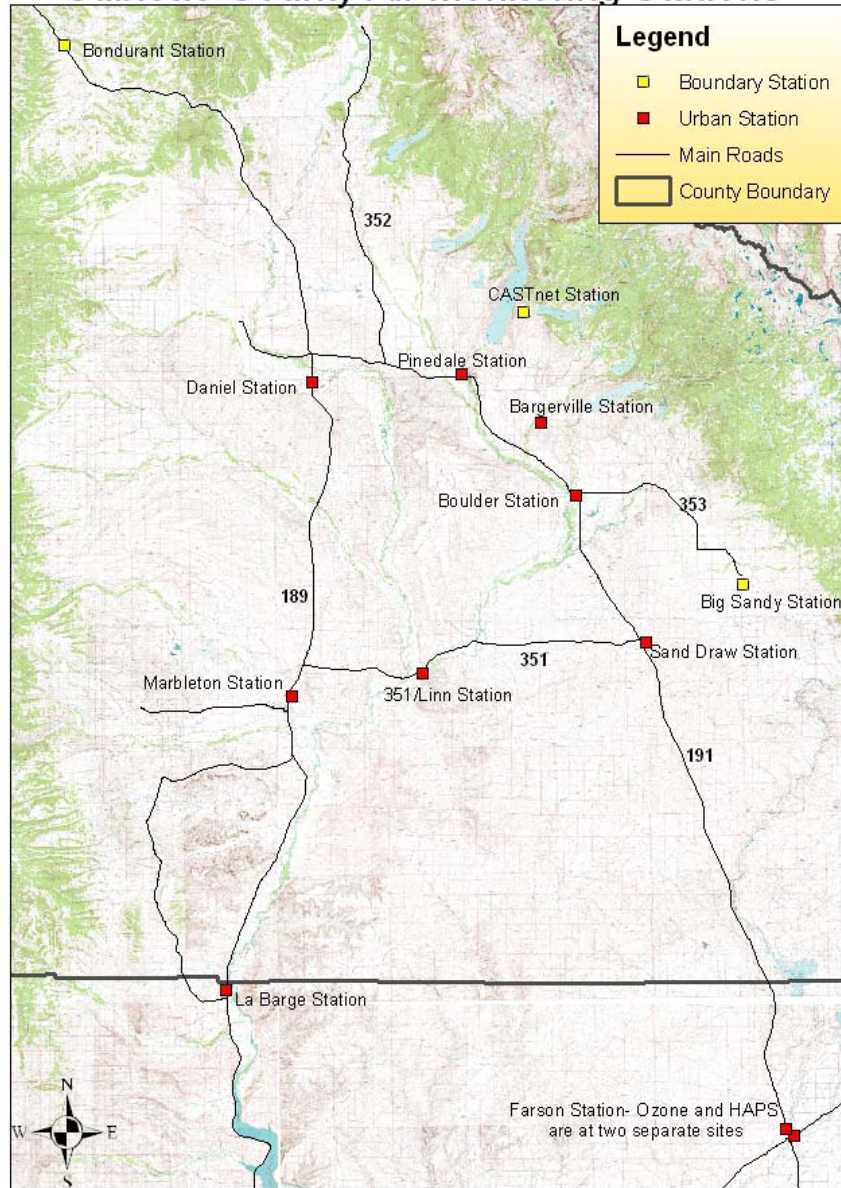 Legend
Boundary Station
Urban Station
Main Roads
County Boundary
Bondurant Station
352
CASTnet Station
Pinedale Station
Daniel Station
Bargerville Station
Boulder Station
353
189
Big Sandy Station
351
Sand Draw Station
Marbleton Station
351/Linn Station
191
La Barge Station
N
W E
S
Farson Station- Ozone and HAPS
are at two separate sites